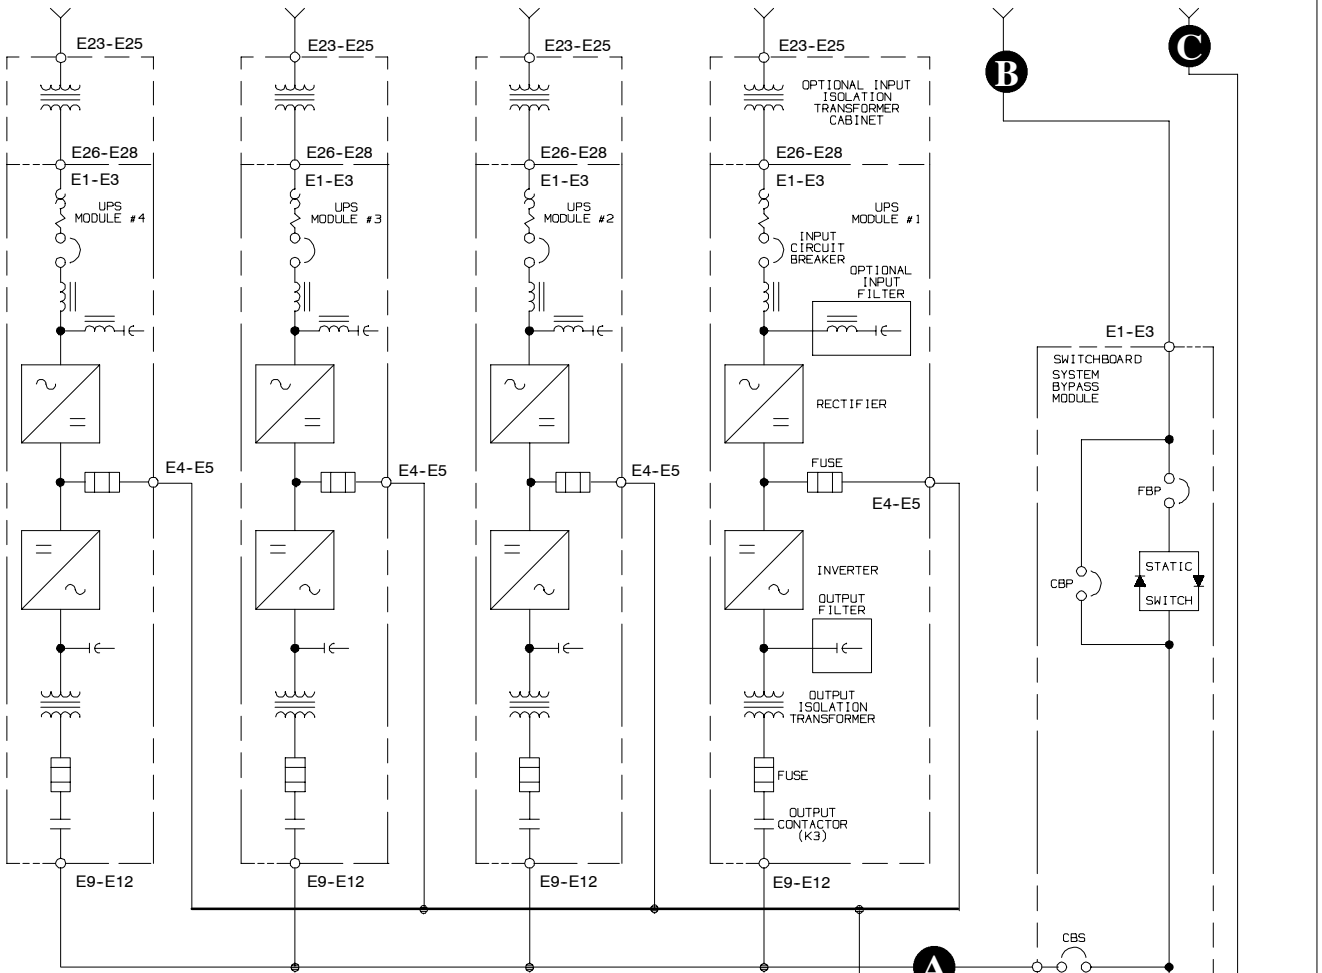 E23-E25
E23-E25
E23-E25
E23-E25
B
C
OPTIONAL INPUT
ISOLATION
TRANSFORMER
CABINET
E26-E28
E26-E28
E26-E28
E26-E28
E1-E3
E1-E3
E1-E3
E1-E3
UPS
MODULE #4
UPS
MODULE #3
UPS
MODULE #2
UPS
MODULE #1
INPUT
CIRCUIT
BREAKER
OPTIONAL
INPUT
FILTER
E1-E3
SWITCHBOARD
SYSTEM
BYPASS
MODULE
RECTIFIER
E4-E5
E4-E5
E4-E5
FUSE
E4-E5
FBP
INVERTER
OUTPUT
FILTER
CBP
STATIC
SWITCH
OUTPUT
ISOLATION
TRANSFORMER
FUSE
OUTPUT
CONTACTOR
(K3)
E9-E12
E9-E12
E9-E12
E9-E12
CBS
A